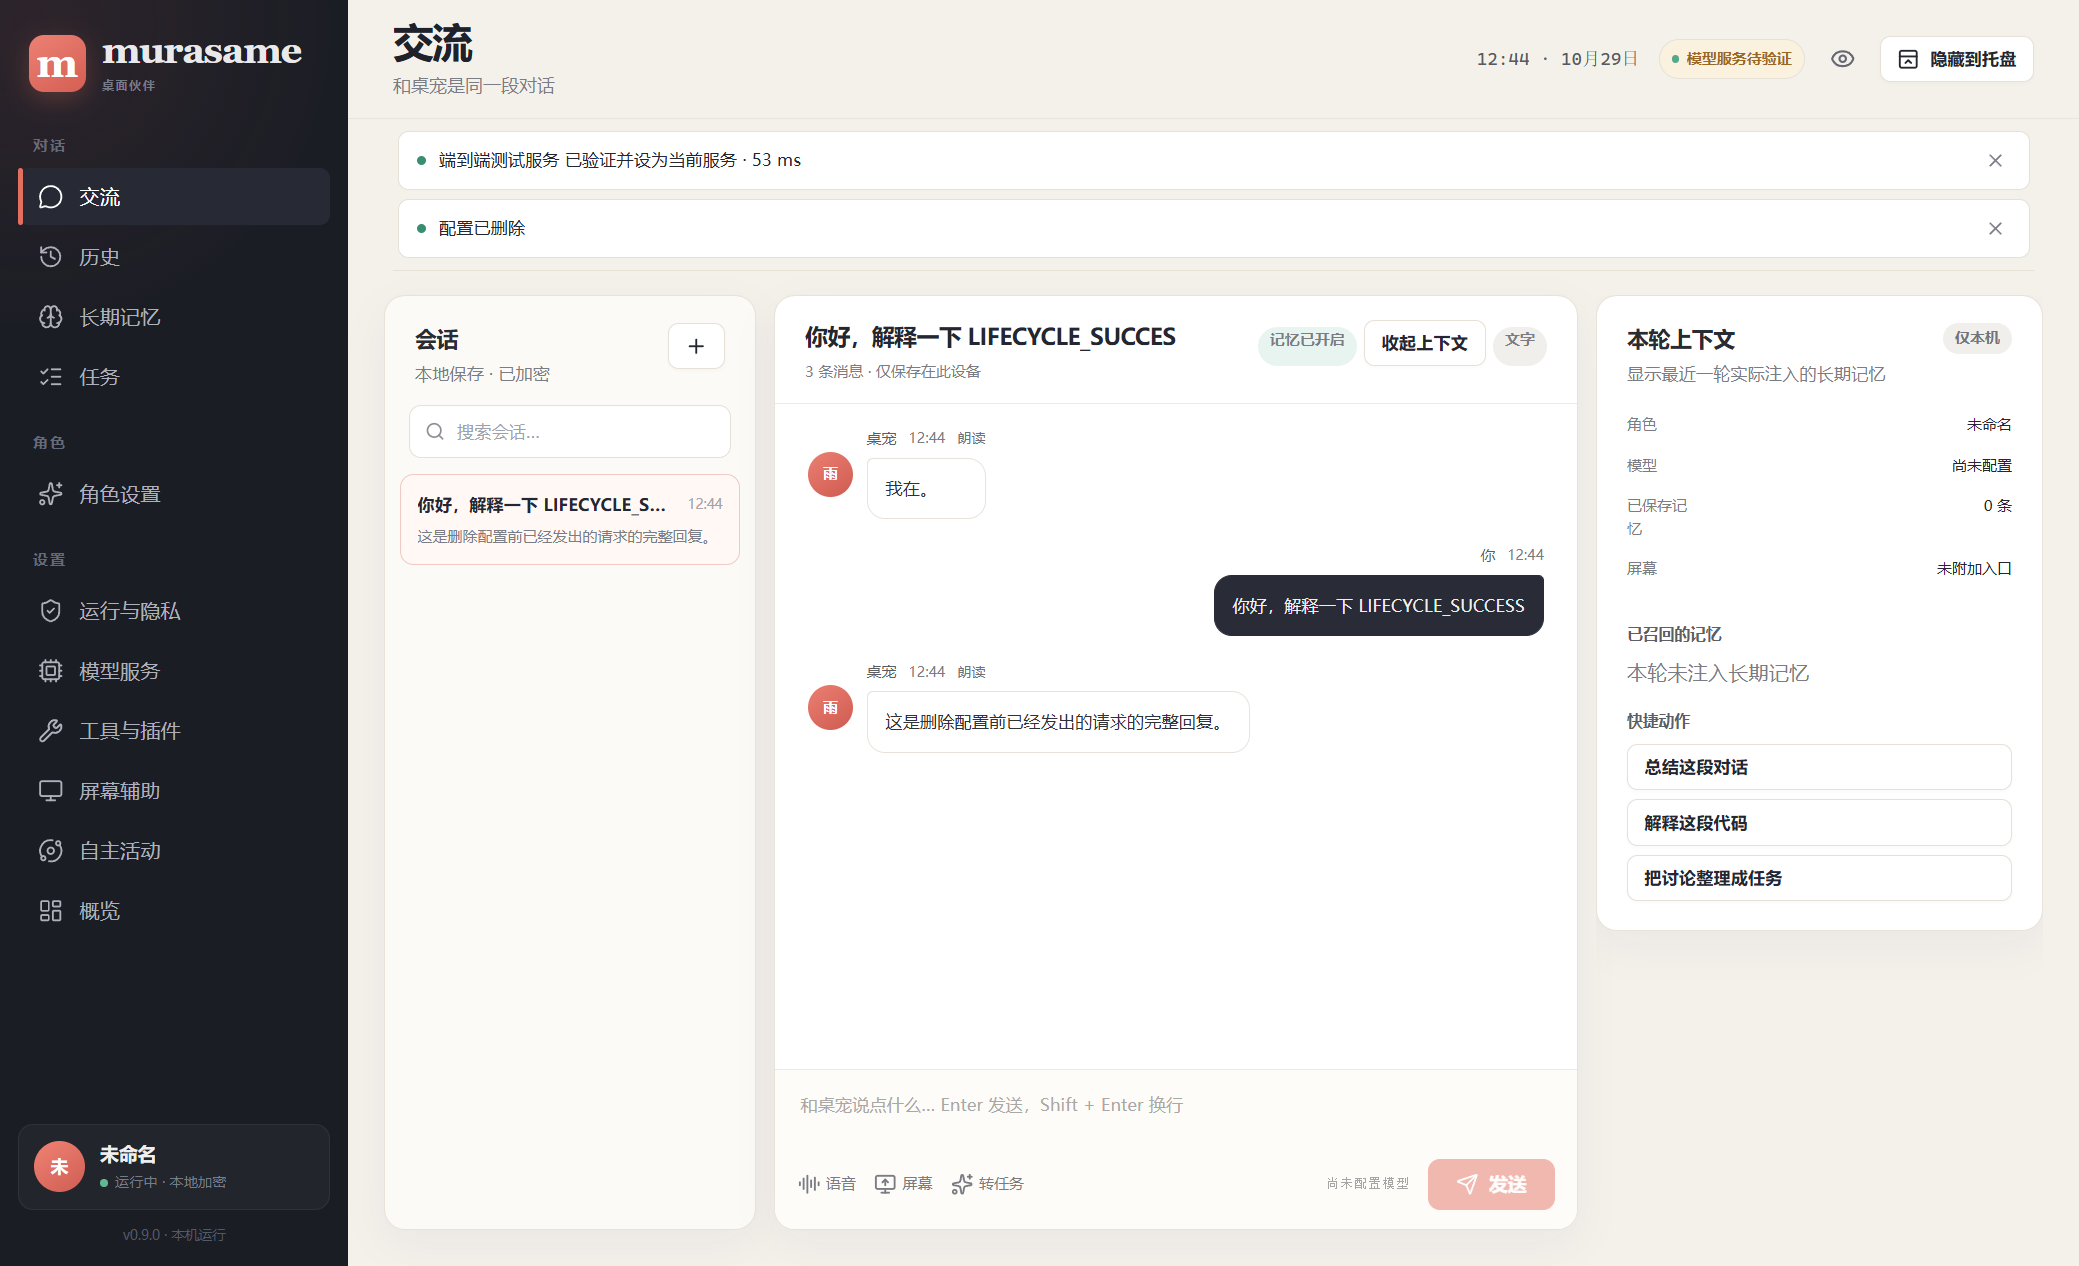 m murasame
桌面伙伴
对话
交流
历史
长期记忆
任务
角色
角色设置
设置
运行与隐私
模型服务
工具与插件
屏幕辅助
自主活动
概览
未
未命名
运行中 · 本地加密
v0.9.0 · 本机运行
交流
和桌宠是同一段对话
12:44 · 10月29日
模型服务待验证
隐藏到托盘
端到端测试服务 已验证并设为当前服务 · 53 ms
配置已删除
会话
本地保存 · 已加密
搜索会话...
你好，解释一下 LIFECYCLE_S... 12:44
这是删除配置前已经发出的请求的完整回复。
你好，解释一下 LIFECYCLE_SUCCES
3 条消息 · 仅保存在此设备
记忆已开启
收起上下文
文字
桌宠 12:44 朗读
雨
我在。
你 12:44
你好，解释一下 LIFECYCLE_SUCCESS
桌宠 12:44 朗读
雨
这是删除配置前已经发出的请求的完整回复。
和桌宠说点什么... Enter 发送，Shift + Enter 换行
语音
屏幕
转任务
尚未配置模型
发送
本轮上下文
仅本机
显示最近一轮实际注入的长期记忆
角色 未命名
模型 尚未配置
已保存记忆 0 条
屏幕 未附加入口
已召回的记忆
本轮未注入长期记忆
快捷动作
总结这段对话
解释这段代码
把讨论整理成任务